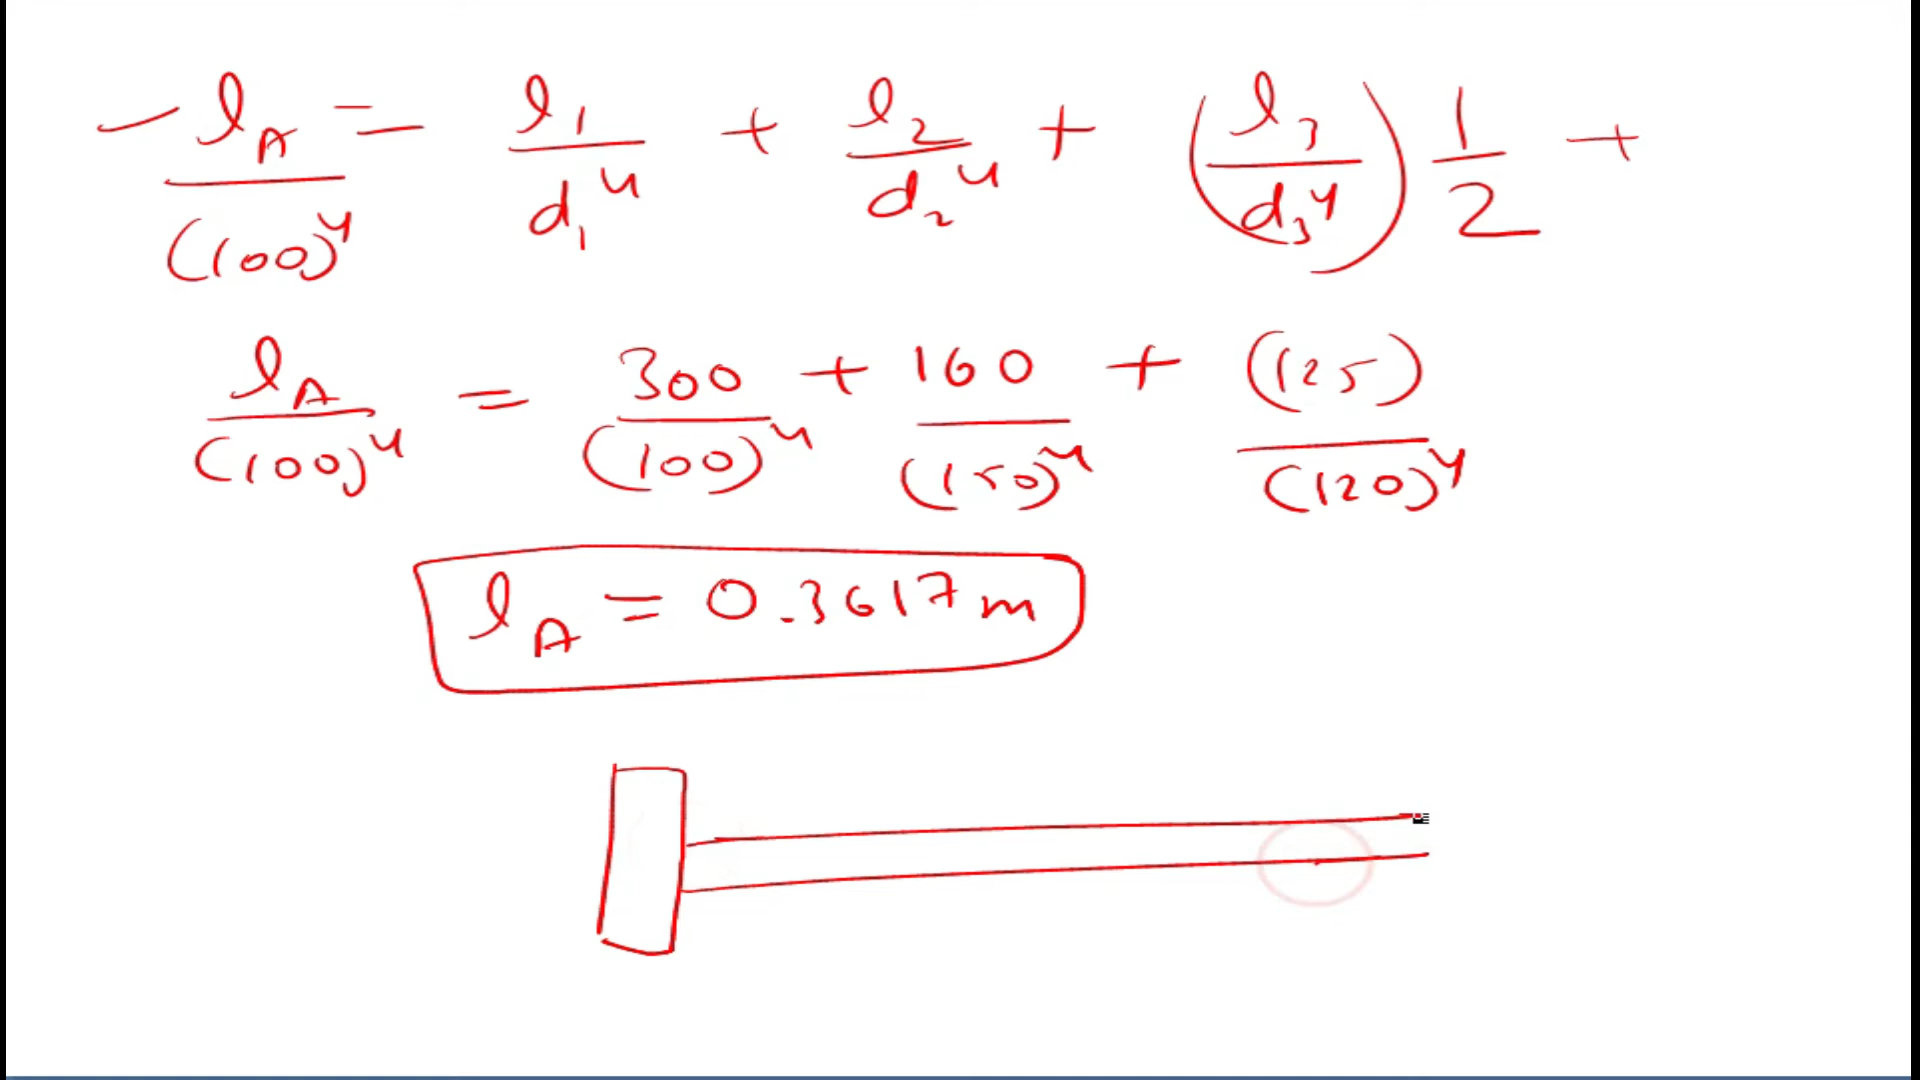 - l_A/(100)^4 = l_1/d_1^4 + l_2/d_2^4 + (l_3/d_3^4) 1/2 +
l_A/(100)^4 = 300/(100)^4 + 160/(150)^4 + (125)/(120)^4
l_A = 0.3617 m